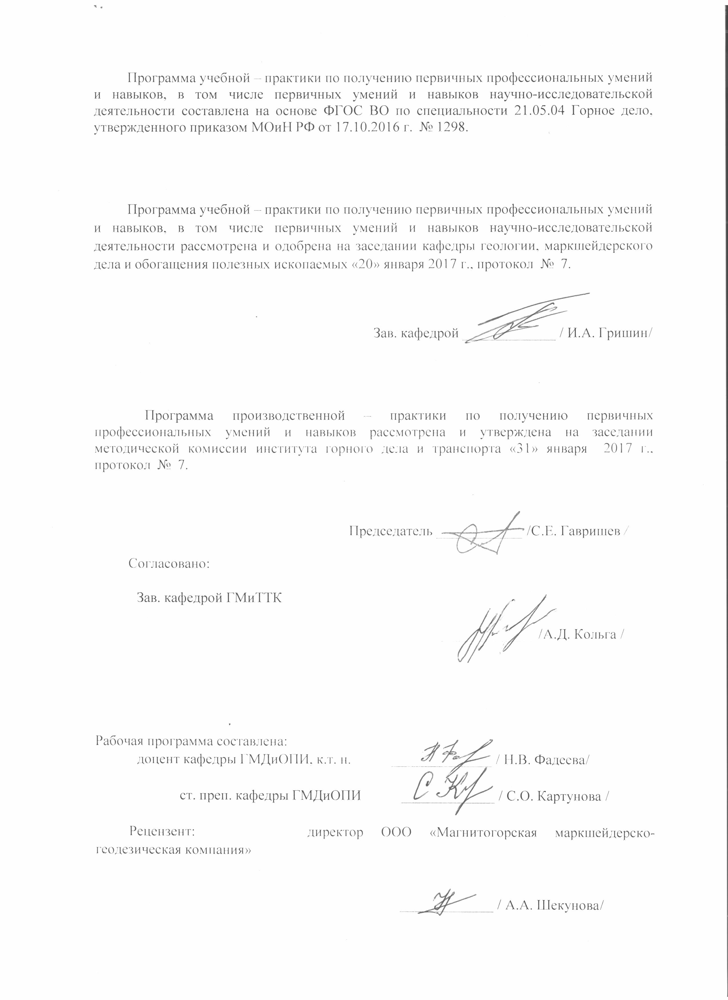 Программа учебной – практики по получению первичных профессиональных умений
и навыков, в том числе первичных умений и навыков научно-исследовательской
деятельности составлена на основе ФГОС ВО по специальности 21.05.04 Горное дело,
утвержденного приказом МОиН РФ от 17.10.2016 г. № 1298.
Программа учебной – практики по получению первичных профессиональных умений
и навыков, в том числе первичных умений и навыков научно-исследовательской
деятельности рассмотрена и одобрена на заседании кафедры геологии, маркшейдерского
дела и обогащения полезных ископаемых «20» января 2017 г., протокол № 7.
Зав. кафедрой / И.А. Гришин/
Программа производственной – практики по получению первичных
профессиональных умений и навыков рассмотрена и утверждена на заседании
методической комиссии института горного дела и транспорта «31» января 2017 г.,
протокол № 7.
Председатель /С.Е. Гавришев /
Согласовано:
Зав. кафедрой ГМиТТК
/А.Д. Кольга /
Рабочая программа составлена:
доцент кафедры ГМДиОПИ, к.т. н. / Н.В. Фадеева/
ст. преп. кафедры ГМДиОПИ / С.О. Картунова /
Рецензент: директор ООО «Магнитогорская маркшейдерско-
геодезическая компания»
/ А.А. Шекунова/